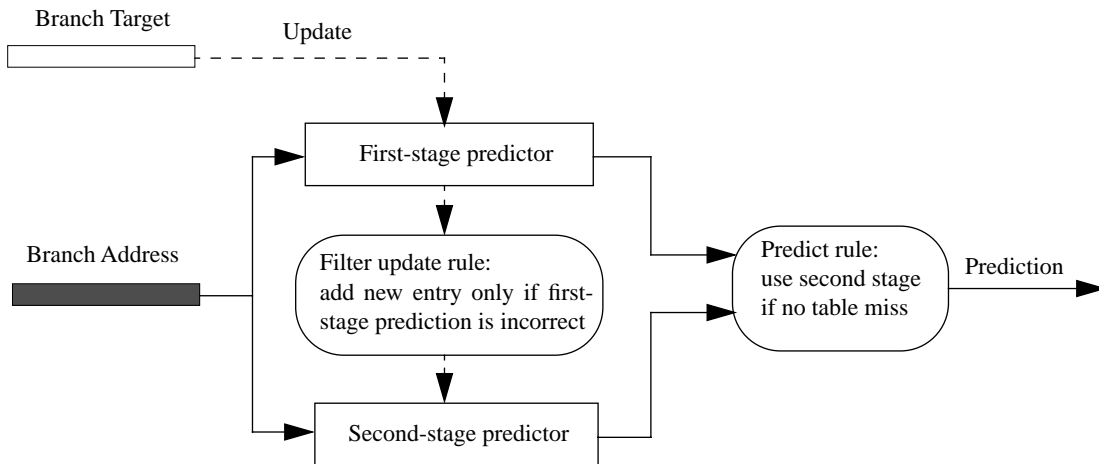 Branch Target
Update
First-stage predictor
Branch Address
Filter update rule:
add new entry only if first-
stage prediction is incorrect
Predict rule:
use second stage
if no table miss
Prediction
Second-stage predictor